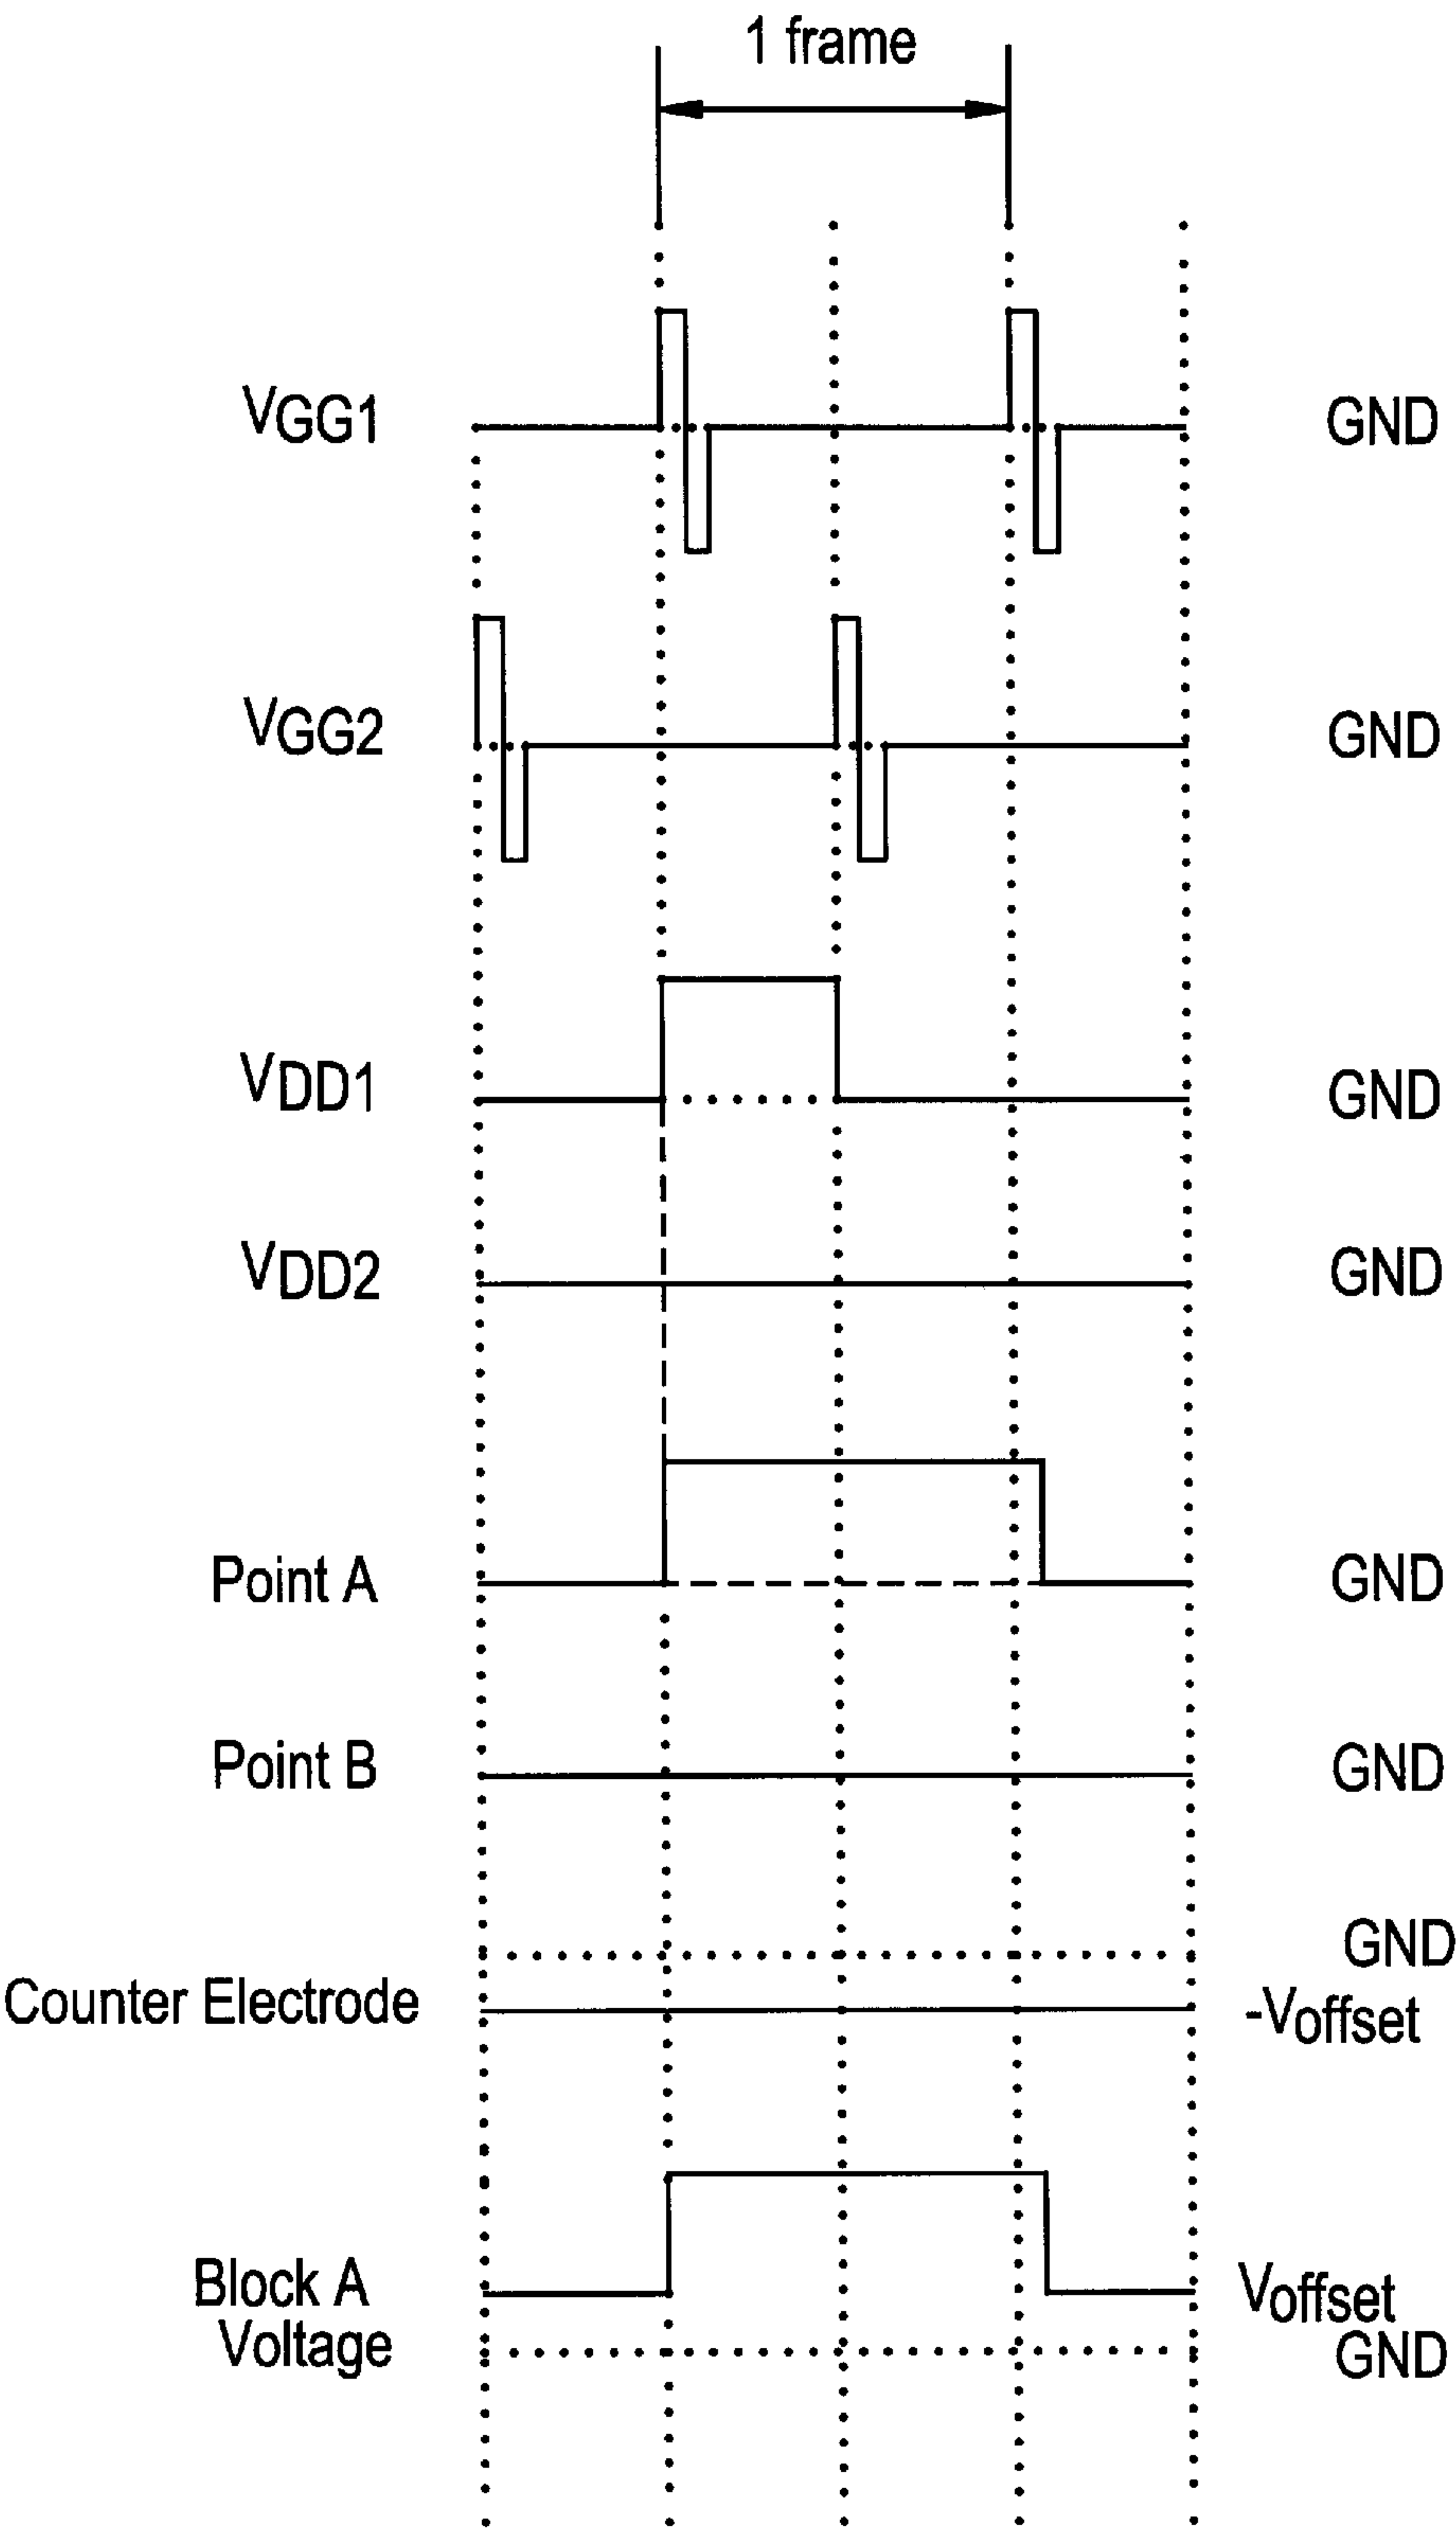 1 frame
VGG1 GND
VGG2 GND
VDD1 GND
VDD2 GND
Point A GND
Point B GND
GND
Counter Electrode -Voffset
Block A Voffset
Voltage GND